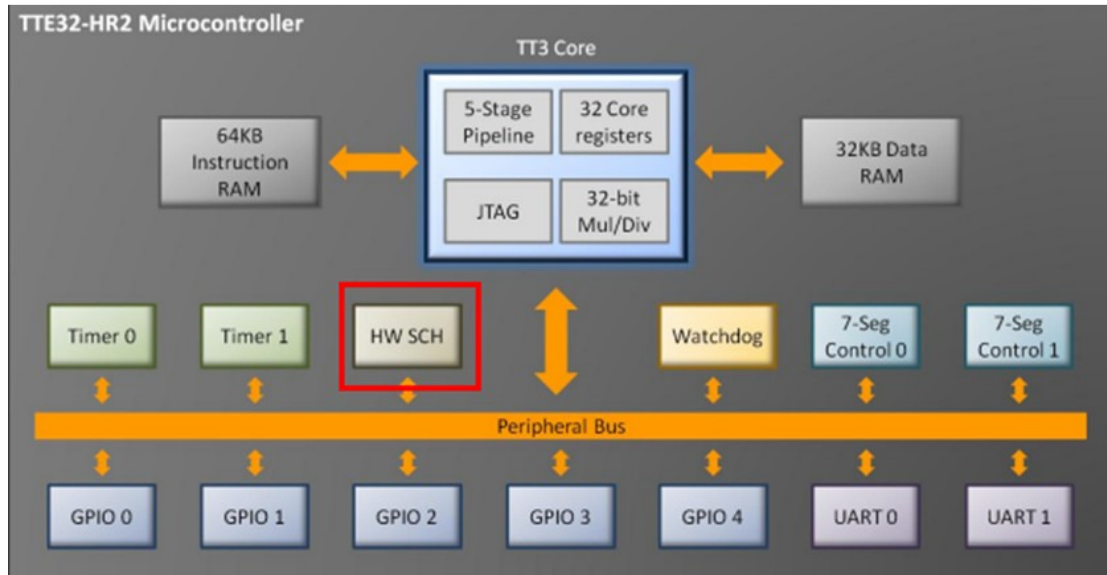 TTE32-HR2 Microcontroller
TT3 Core
5-Stage
Pipeline
32 Core
registers
64KB
Instruction
RAM
32KB Data
RAM
JTAG
32-bit
Mul/Div
Timer 0
Timer 1
HW SCH
Watchdog
7-Seg
Control 0
7-Seg
Control 1
Peripheral Bus
GPIO 0
GPIO 1
GPIO 2
GPIO 3
GPIO 4
UART 0
UART 1